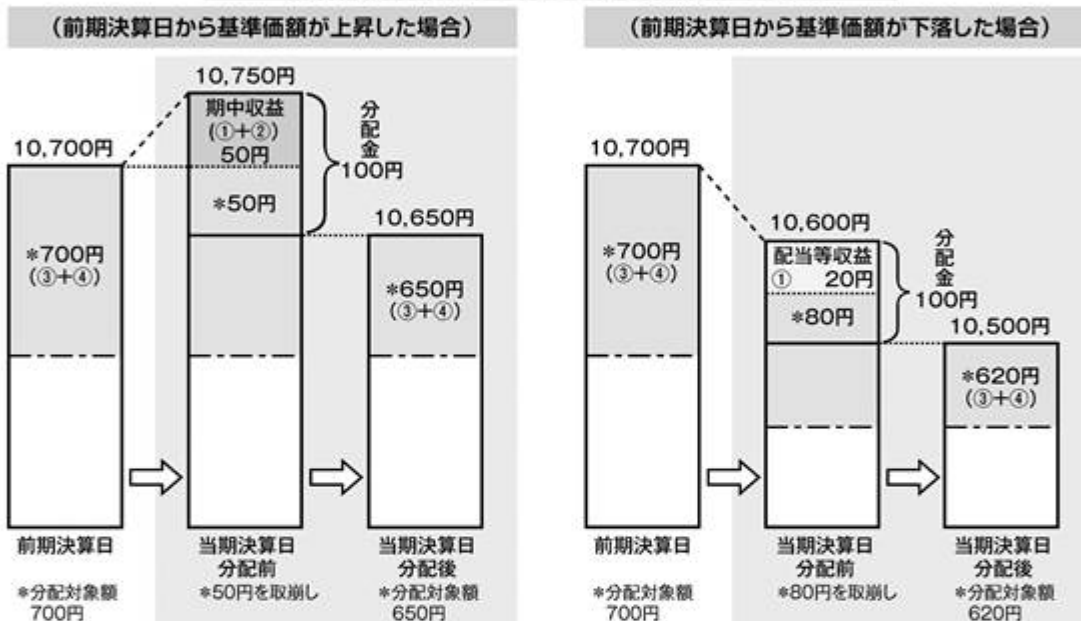 (前期決算日から基準価額が上昇した場合)
10,750円
期中収益
(①+②)
50円
*50円
分配金
100円
10,700円
*700円
(③+④)
10,650円
*650円
(③+④)
前期決算日
当期決算日
分配前
当期決算日
分配後
*分配対象額
700円
*50円を取崩し
*分配対象額
650円
(前期決算日から基準価額が下落した場合)
10,700円
*700円
(③+④)
10,600円
配当等収益
① 20円
*80円
分配金
100円
10,500円
*620円
(③+④)
前期決算日
当期決算日
分配前
当期決算日
分配後
*分配対象額
700円
*80円を取崩し
*分配対象額
620円